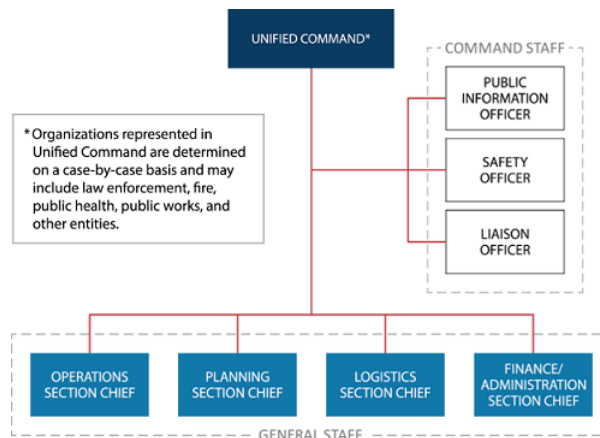 UNIFIED COMMAND*
COMMAND STAFF
PUBLIC
INFORMATION
OFFICER
SAFETY
OFFICER
LIAISON
OFFICER
* Organizations represented in
Unified Command are determined
on a case-by-case basis and may
include law enforcement, fire,
public health, public works, and
other entities.
OPERATIONS
SECTION CHIEF
PLANNING
SECTION CHIEF
LOGISTICS
SECTION CHIEF
FINANCE/
ADMINISTRATION
SECTION CHIEF
GENERAL STAFF